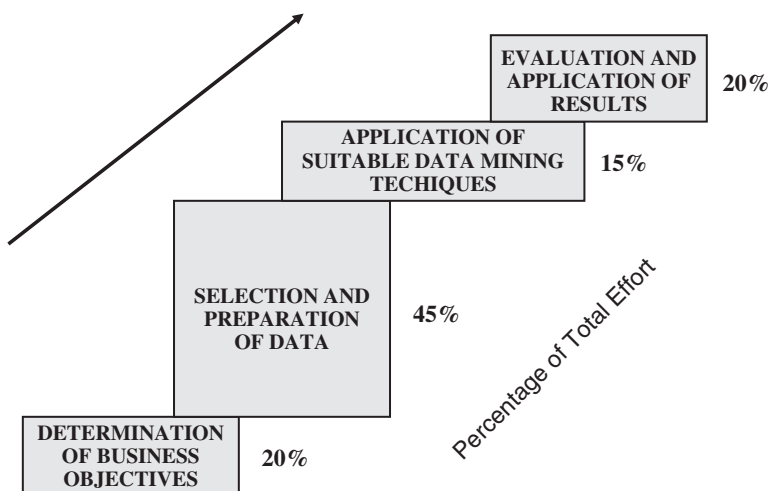 EVALUATION AND
APPLICATION OF
RESULTS
20%
APPLICATION OF
SUITABLE DATA MINING
TECHIQUES
15%
SELECTION AND
PREPARATION
OF DATA
45%
DETERMINATION
OF BUSINESS
OBJECTIVES
20%
Percentage of Total Effort